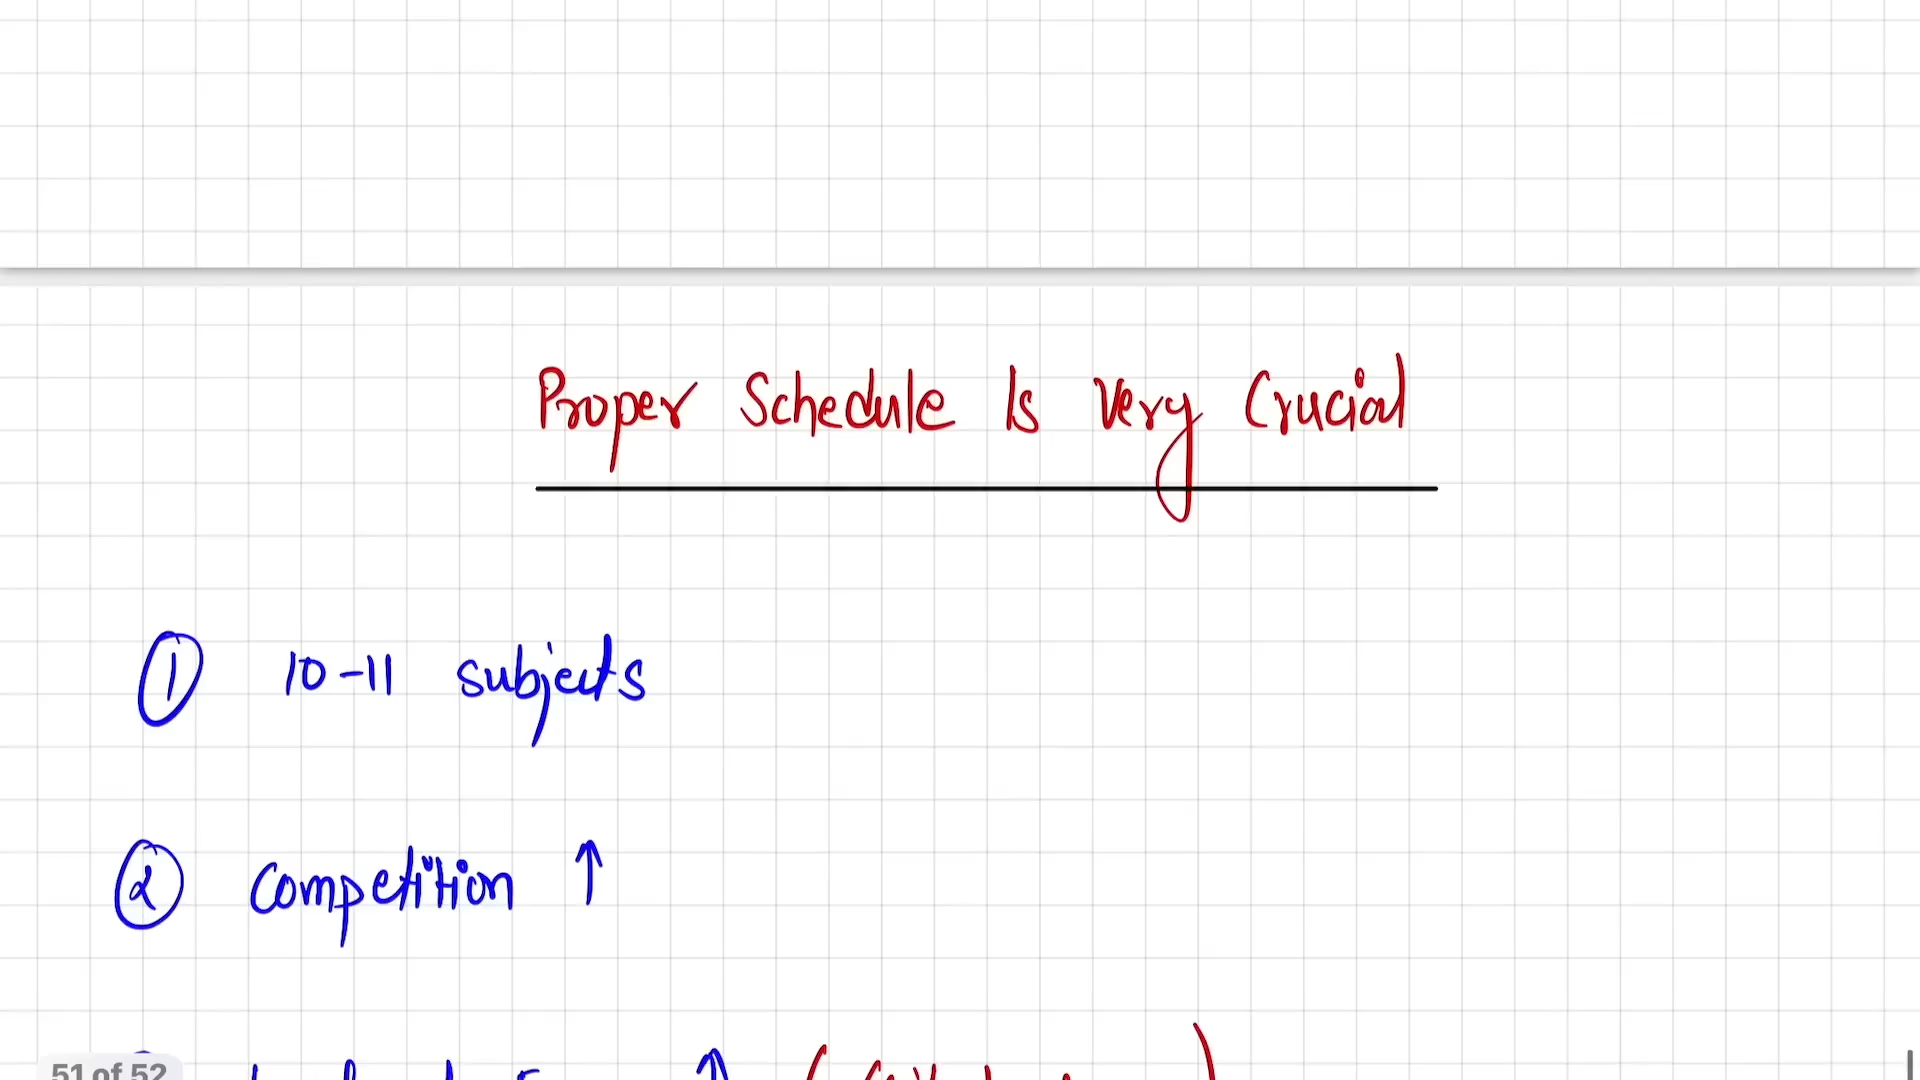 Proper Schedule Is Very Crucial
① 10-11 subjects
② Competition ↑
51 of 52